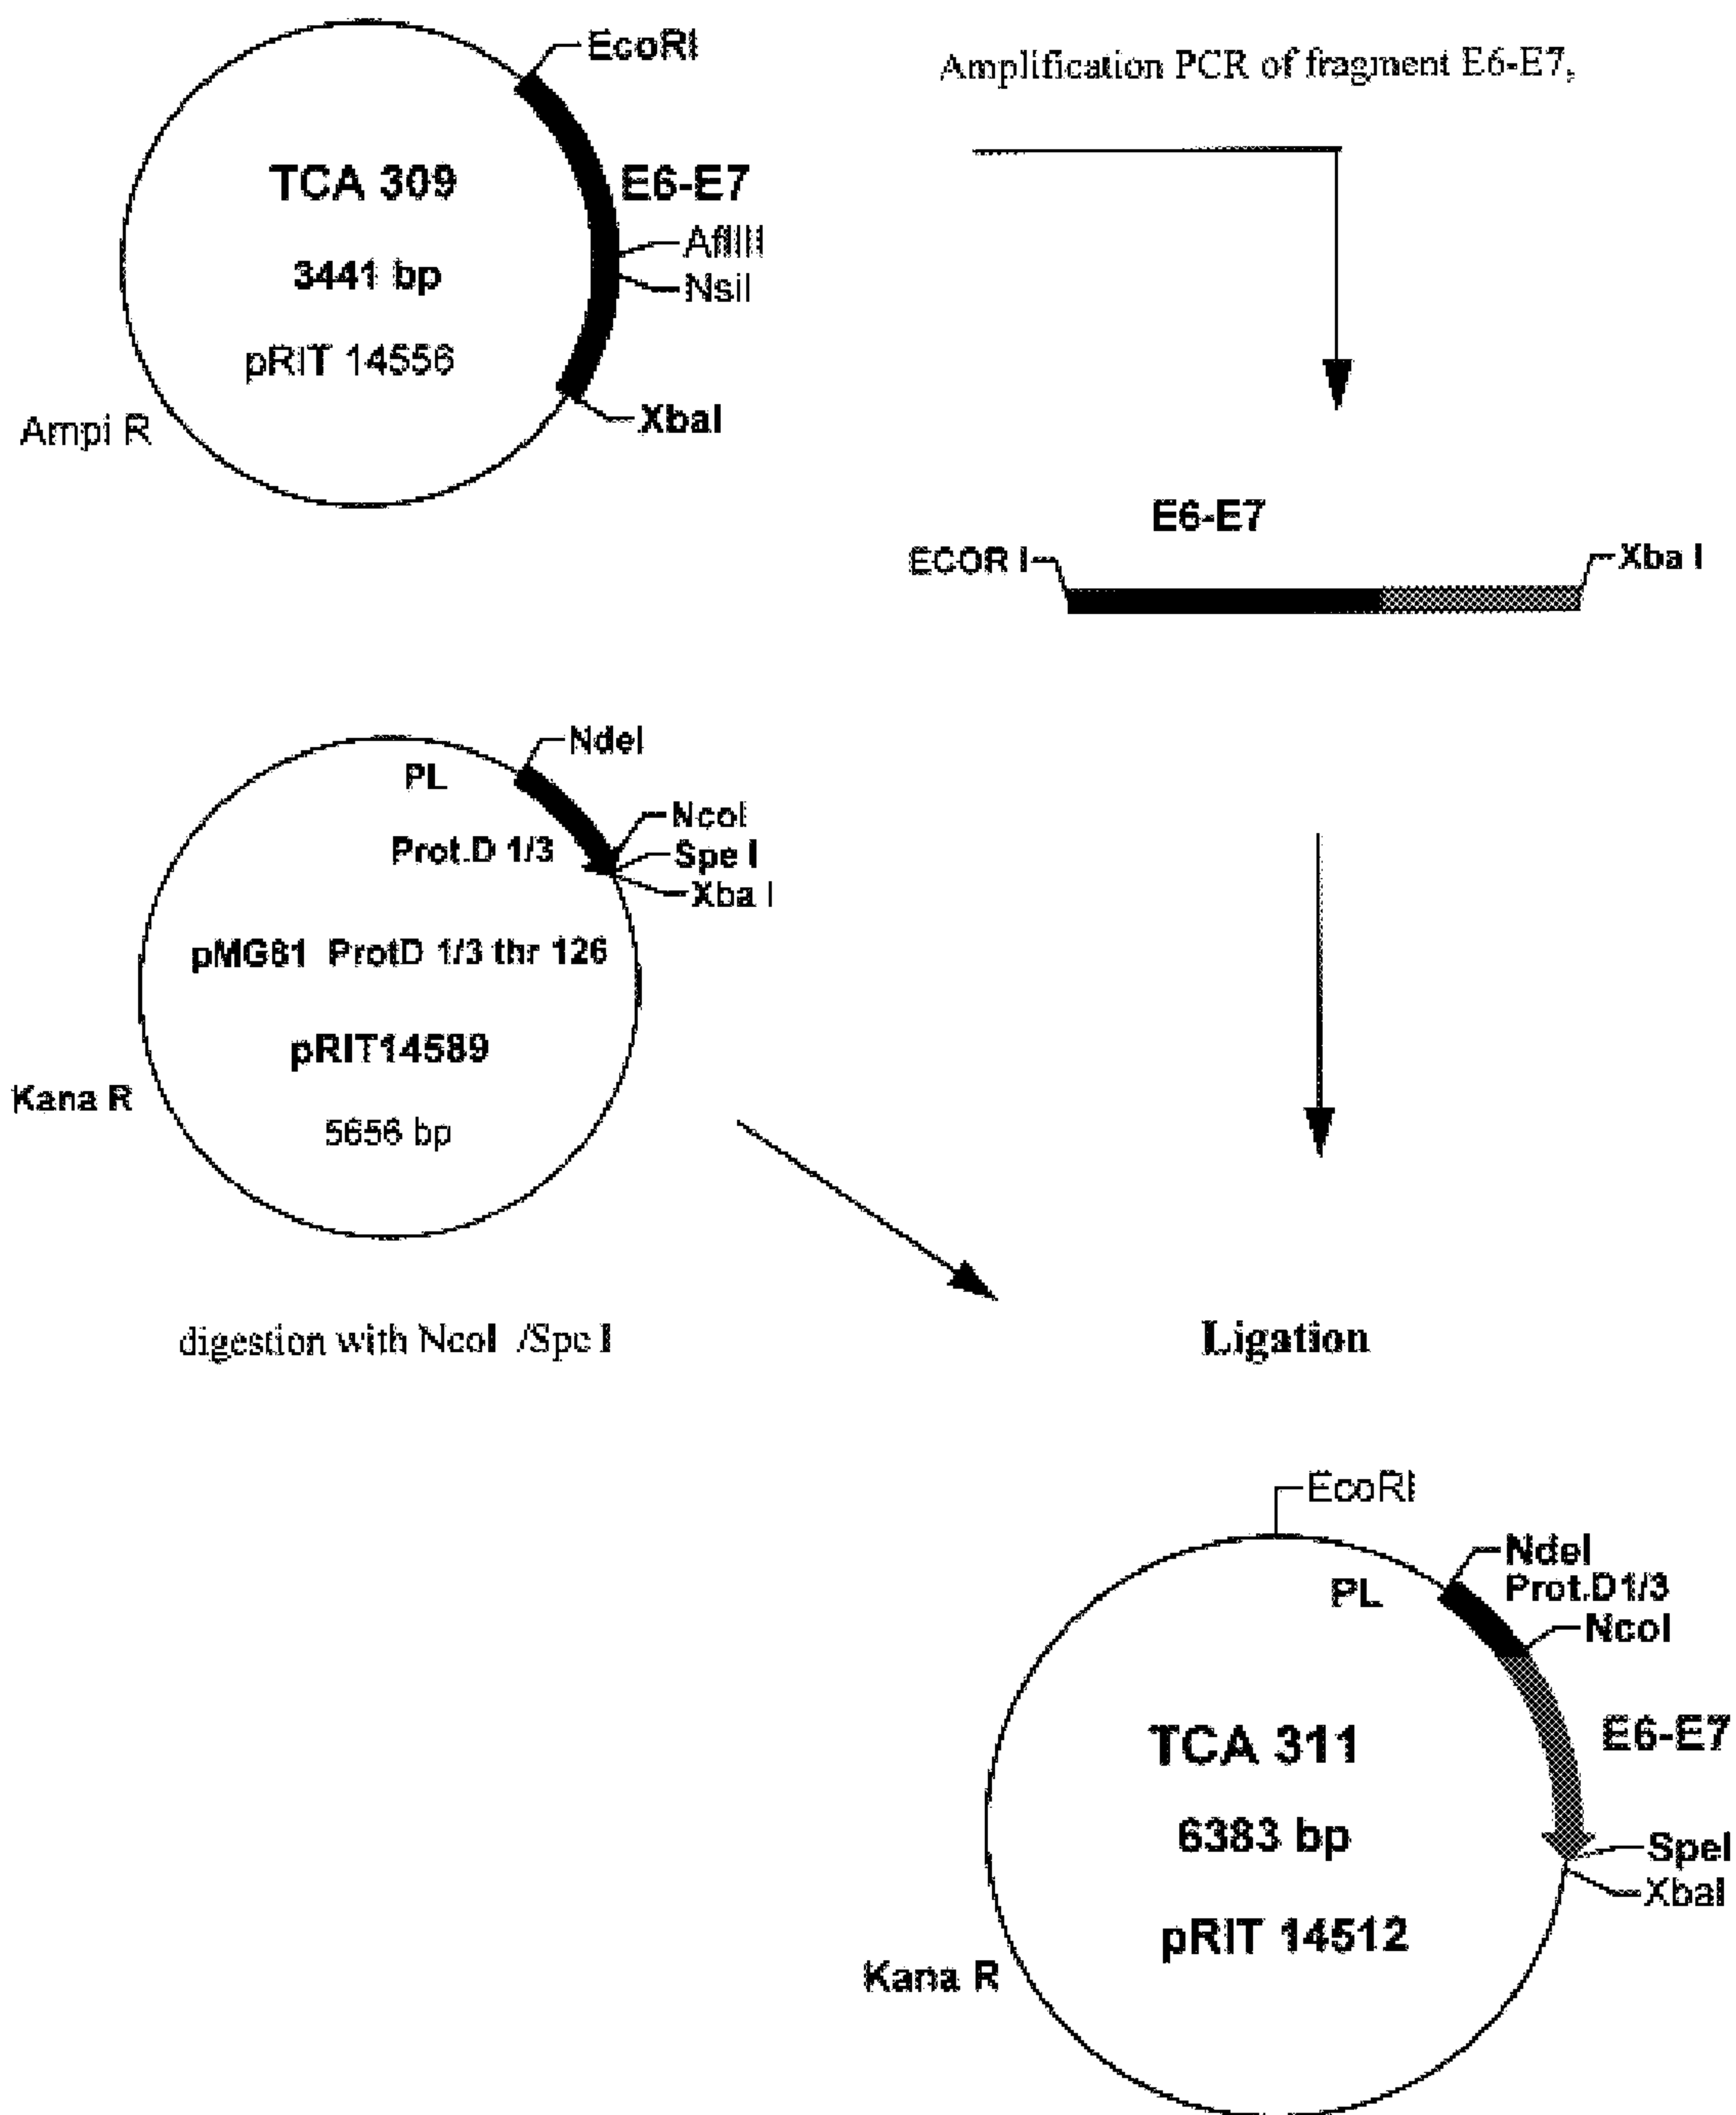 EcoRI
Amplification PCR of fragment E6-E7,
TCA 309
E6-E7
AflIII
3441 bp
NsiI
pRIT 14556
XbaI
Ampi R
E6-E7
ECOR I
Xba I
NdeI
PL
NcoI
Prot.D 1/3
Spe I
Xba I
pMG81 ProtD 1/3 thr 126
pRIT14589
Kana R
5656 bp
digestion with NcoI /Spe I
Ligation
EcoRI
NdeI
PL
Prot.D1/3
NcoI
TCA 311
E6-E7
6383 bp
SpeI
XbaI
pRIT 14512
Kana R